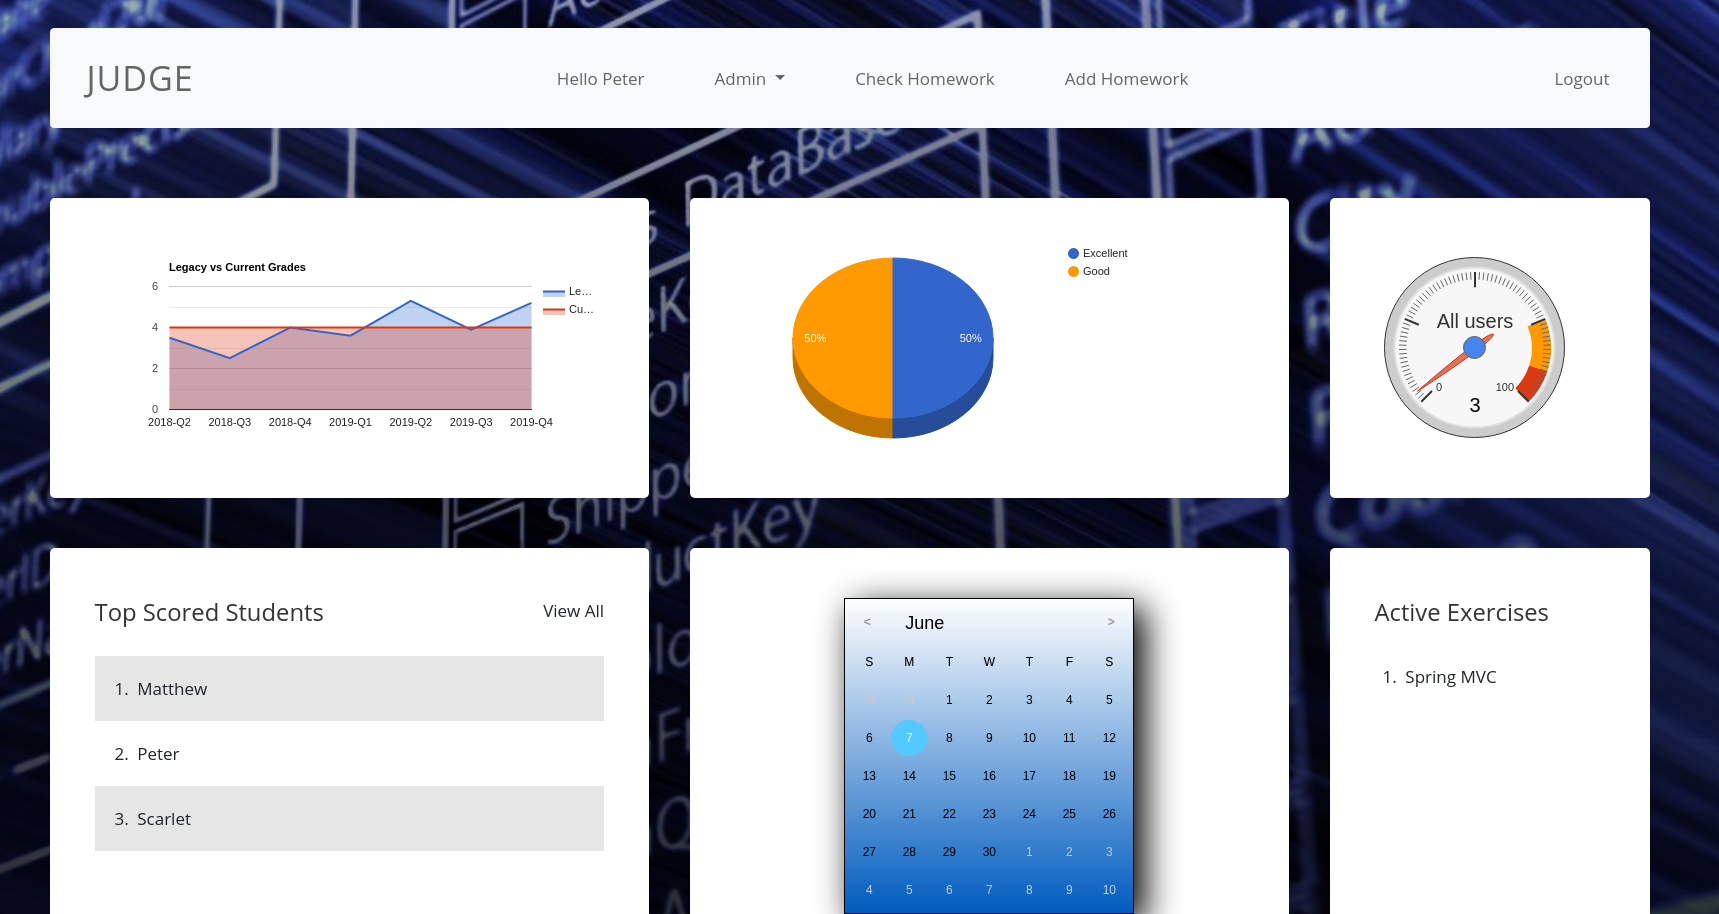 JUDGE
Hello Peter
Admin
Check Homework
Add Homework
Logout
DataBase
Legacy vs Current Grades
6
4
2
0
2018-Q2 2018-Q3 2018-Q4 2019-Q1 2019-Q2 2019-Q3 2019-Q4
Le...
Cu...
50%
50%
Excellent
Good
All users
0
100
3
Top Scored Students
View All
1. Matthew
2. Peter
3. Scarlet
< June >
S M T W T F S
1 2 3 4 5
6 7 8 9 10 11 12
13 14 15 16 17 18 19
20 21 22 23 24 25 26
27 28 29 30 1 2 3
4 5 6 7 8 9 10
Active Exercises
1. Spring MVC